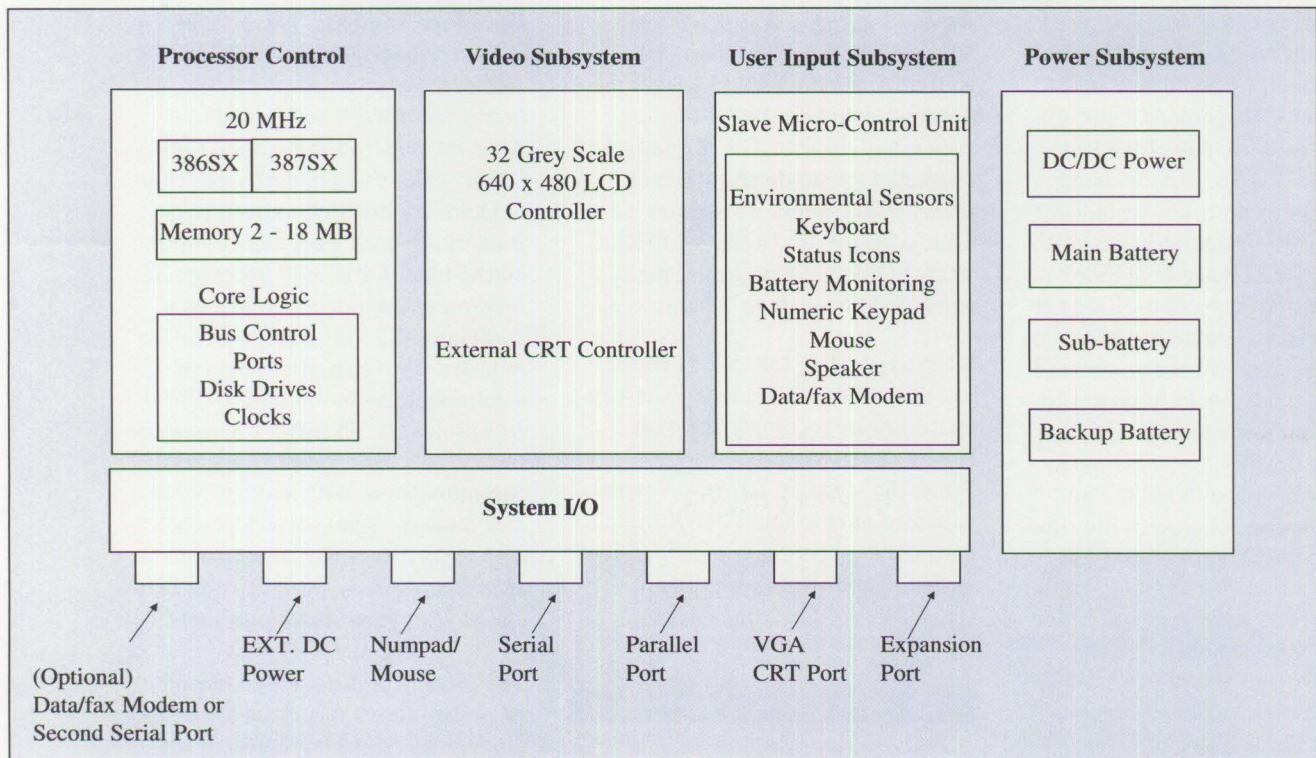 Processor Control
20 MHz
386SX 387SX
Memory 2 - 18 MB
Core Logic
Bus Control
Ports
Disk Drives
Clocks
Video Subsystem
32 Grey Scale
640 x 480 LCD
Controller
External CRT Controller
User Input Subsystem
Slave Micro-Control Unit
Environmental Sensors
Keyboard
Status Icons
Battery Monitoring
Numeric Keypad
Mouse
Speaker
Data/fax Modem
Power Subsystem
DC/DC Power
Main Battery
Sub-battery
Backup Battery
System I/O
(Optional)
Data/fax Modem or
Second Serial Port
EXT. DC
Power
Numpad/
Mouse
Serial
Port
Parallel
Port
VGA
CRT Port
Expansion
Port